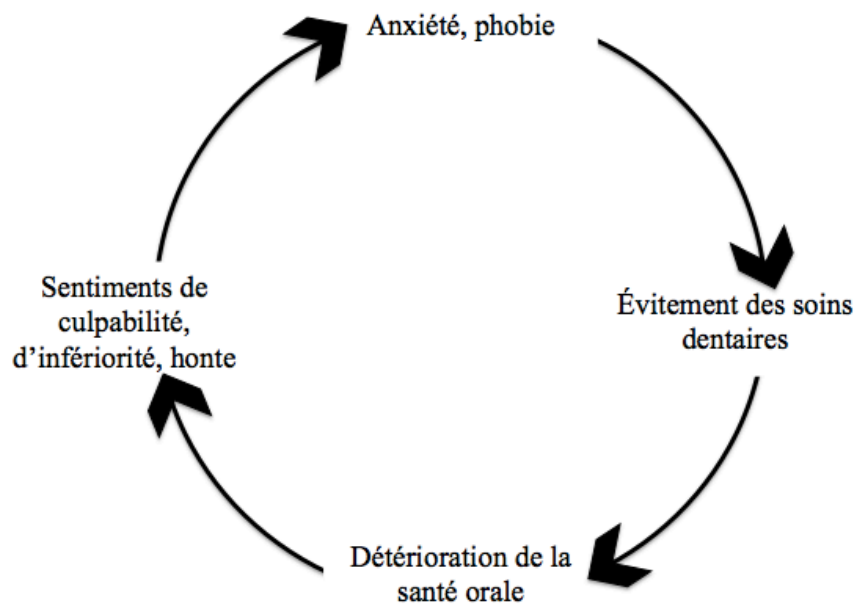 Anxiété, phobie
Évitement des soins
dentaires
Détérioration de la
santé orale
Sentiments de
culpabilité,
d'infériorité, honte